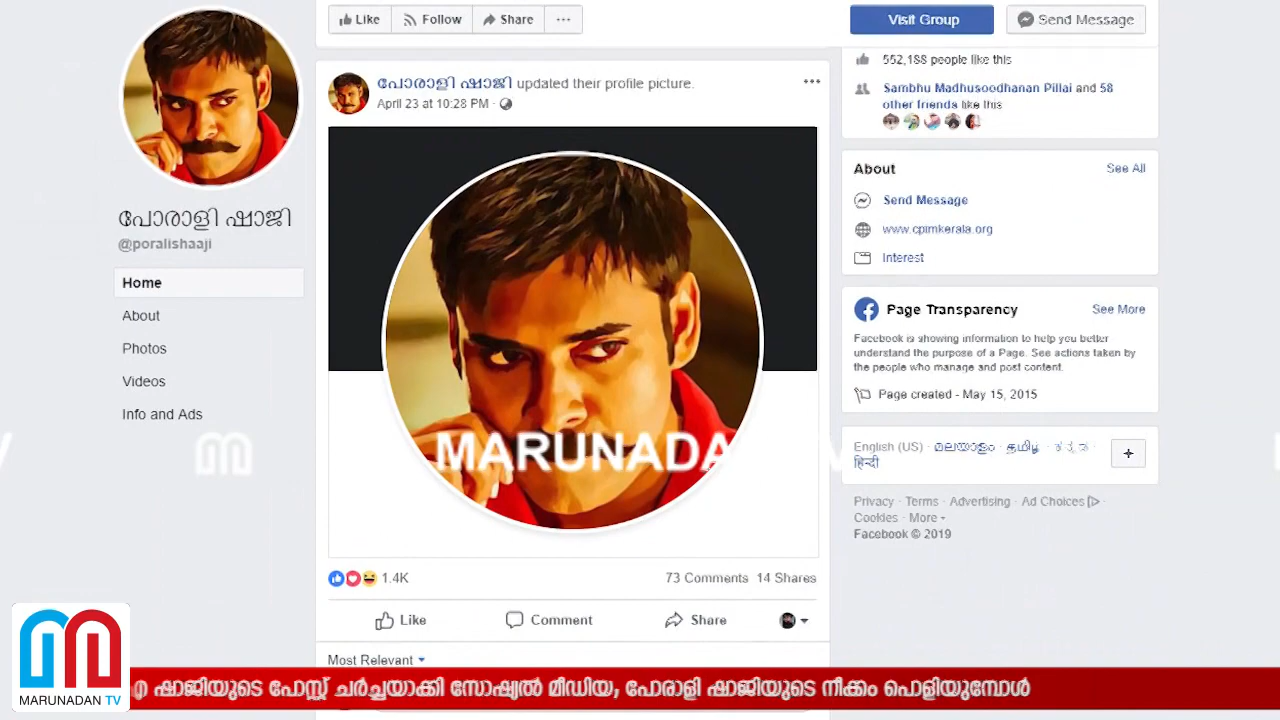 Like Follow Share ...
Visit Group
Send Message
പോരാളി ഷാജി updated their profile picture.
April 23 at 10:28 PM ·
552,188 people like this
Sambhu Madhusoodhanan Pillai and 58
other friends like this
About See All
Send Message
www.cpimkerala.org
Interest
പോരാളി ഷാജി
@poralishaaji
Home
About
Photos
Videos
Info and Ads
Page Transparency See More
Facebook is showing information to help you better
understand the purpose of a Page. See actions taken by
the people who manage and post content.
Page created - May 15, 2015
MARUNADAN
English (US) · മലയാളം · தமிழ் ·
हिन्दी
+
Privacy · Terms · Advertising · Ad Choices ·
Cookies · More
Facebook © 2019
1.4K
73 Comments 14 Shares
Like Comment Share
Most Relevant
MARUNADAN TV
എ ഷാജിയുടെ പോസ്റ്റ് ചർച്ചയാക്കി സോഷ്യൽ മീഡിയ, പോരാളി ഷാജിയുടെ നീക്കം പൊളിയുമ്പോൾ